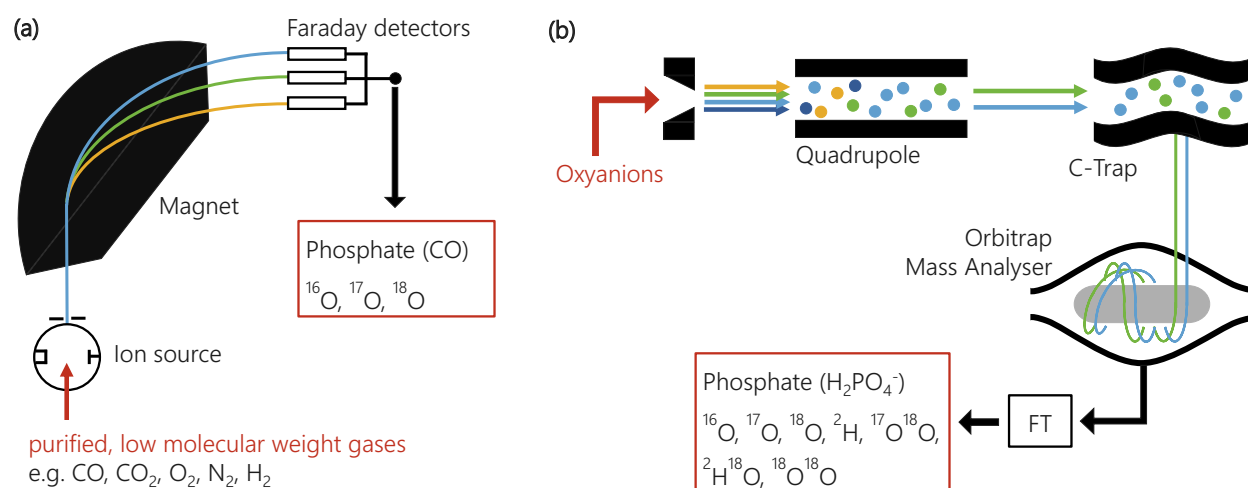 (a)
Faraday detectors
Magnet
Phosphate (CO)
¹⁶O, ¹⁷O, ¹⁸O
Ion source
purified, low molecular weight gases
e.g. CO, CO₂, O₂, N₂, H₂
(b)
Oxyanions
Quadrupole
C-Trap
Orbitrap
Mass Analyser
Phosphate (H₂PO₄⁻)
¹⁶O, ¹⁷O, ¹⁸O, ²H, ¹⁷O¹⁸O,
²H¹⁸O, ¹⁸O¹⁸O
FT